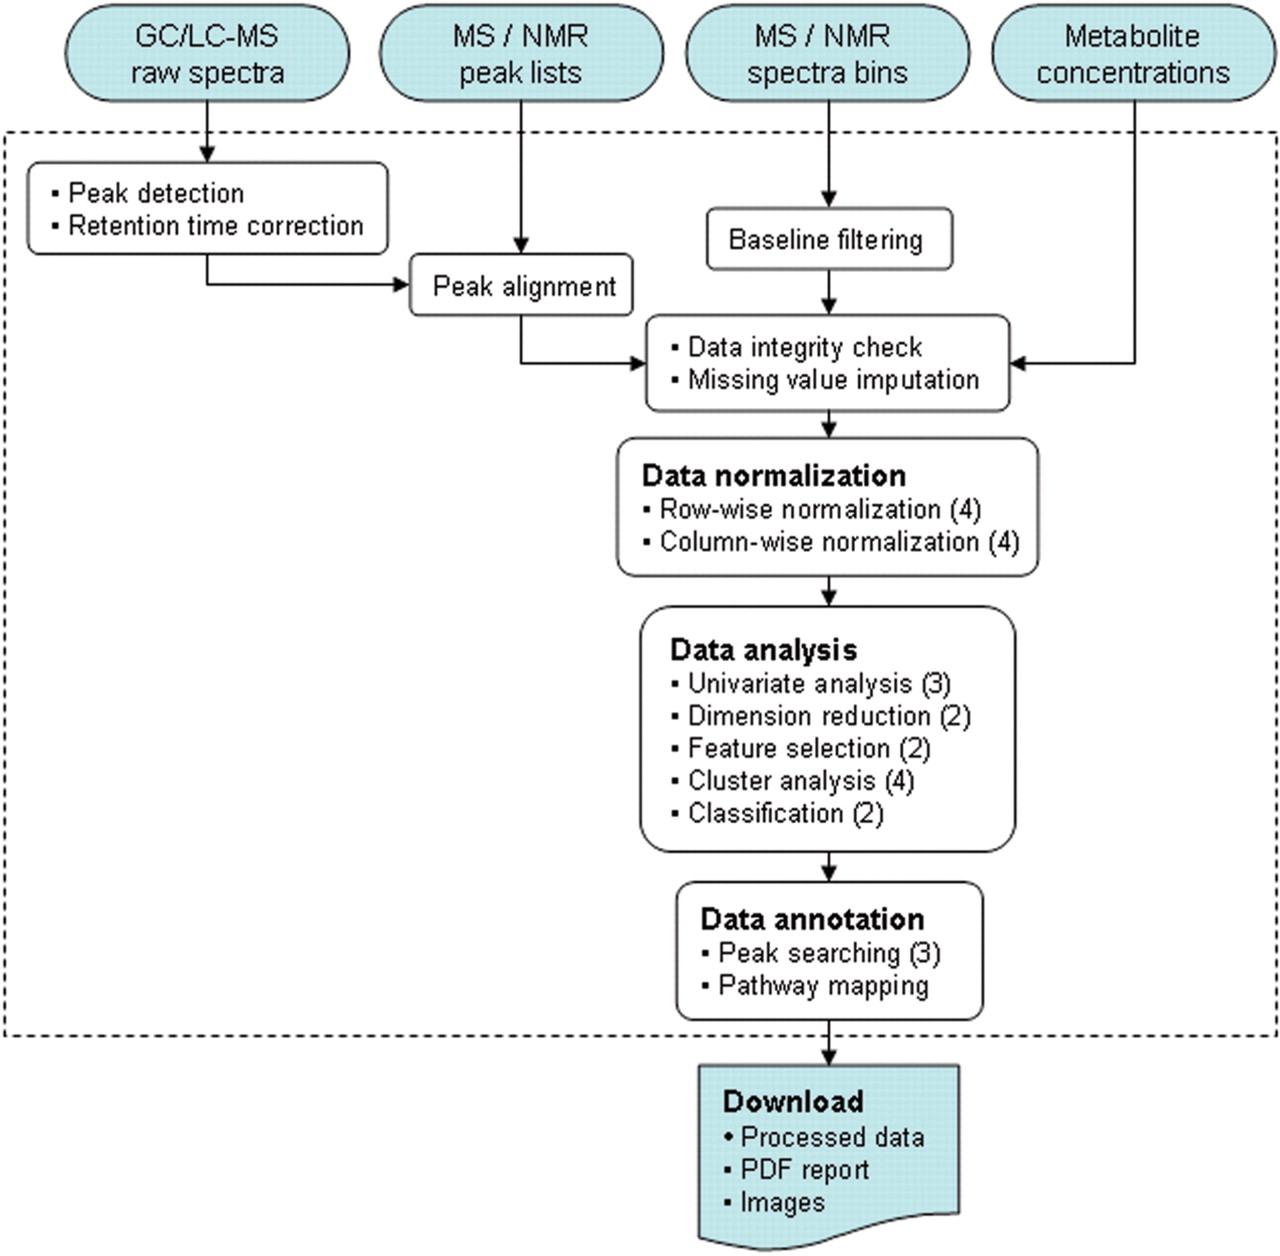 GC/LC-MS
raw spectra
MS / NMR
peak lists
MS / NMR
spectra bins
Metabolite
concentrations
▪ Peak detection
▪ Retention time correction
Baseline filtering
Peak alignment
▪ Data integrity check
▪ Missing value imputation
Data normalization
▪ Row-wise normalization (4)
▪ Column-wise normalization (4)
Data analysis
▪ Univariate analysis (3)
▪ Dimension reduction (2)
▪ Feature selection (2)
▪ Cluster analysis (4)
▪ Classification (2)
Data annotation
▪ Peak searching (3)
▪ Pathway mapping
Download
• Processed data
▪ PDF report
▪ Images